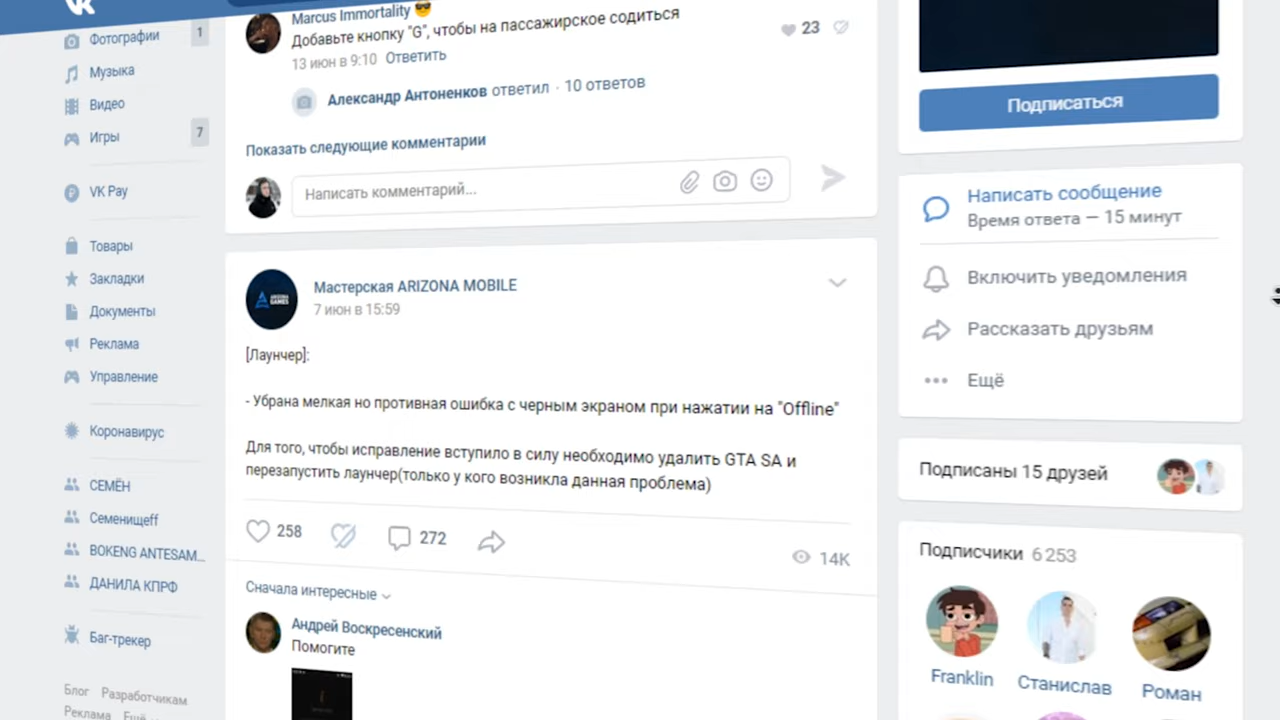 Фотографии
1
Музыка
Видео
Игры
7
VK Pay
Товары
Закладки
Документы
Реклама
Управление
Коронавирус
СЕМЁН
Семенищеff
BOKENG ANTESAM...
ДАНИЛА КПРФ
Баг-трекер
Блог Разработчикам
Реклама Ещё
Marcus Immortality 😎
Добавьте кнопку "G", чтобы на пассажирское содиться
13 июн в 9:10 Ответить
23
Александр Антоненков ответил · 10 ответов
Показать следующие комментарии
Написать комментарий...
Мастерская ARIZONA MOBILE
7 июн в 15:59
ARIZONA
GAMES
[Лаунчер]:
- Убрана мелкая но противная ошибка с черным экраном при нажатии на "Offline"
Для того, чтобы исправление вступило в силу необходимо удалить GTA SA и
перезапустить лаунчер(только у кого возникла данная проблема)
258
272
14K
Сначала интересные
Андрей Воскресенский
Помогите
Подписаться
Написать сообщение
Время ответа — 15 минут
Включить уведомления
Рассказать друзьям
Ещё
Подписаны 15 друзей
Подписчики 6 253
Franklin
Станислав
Роман